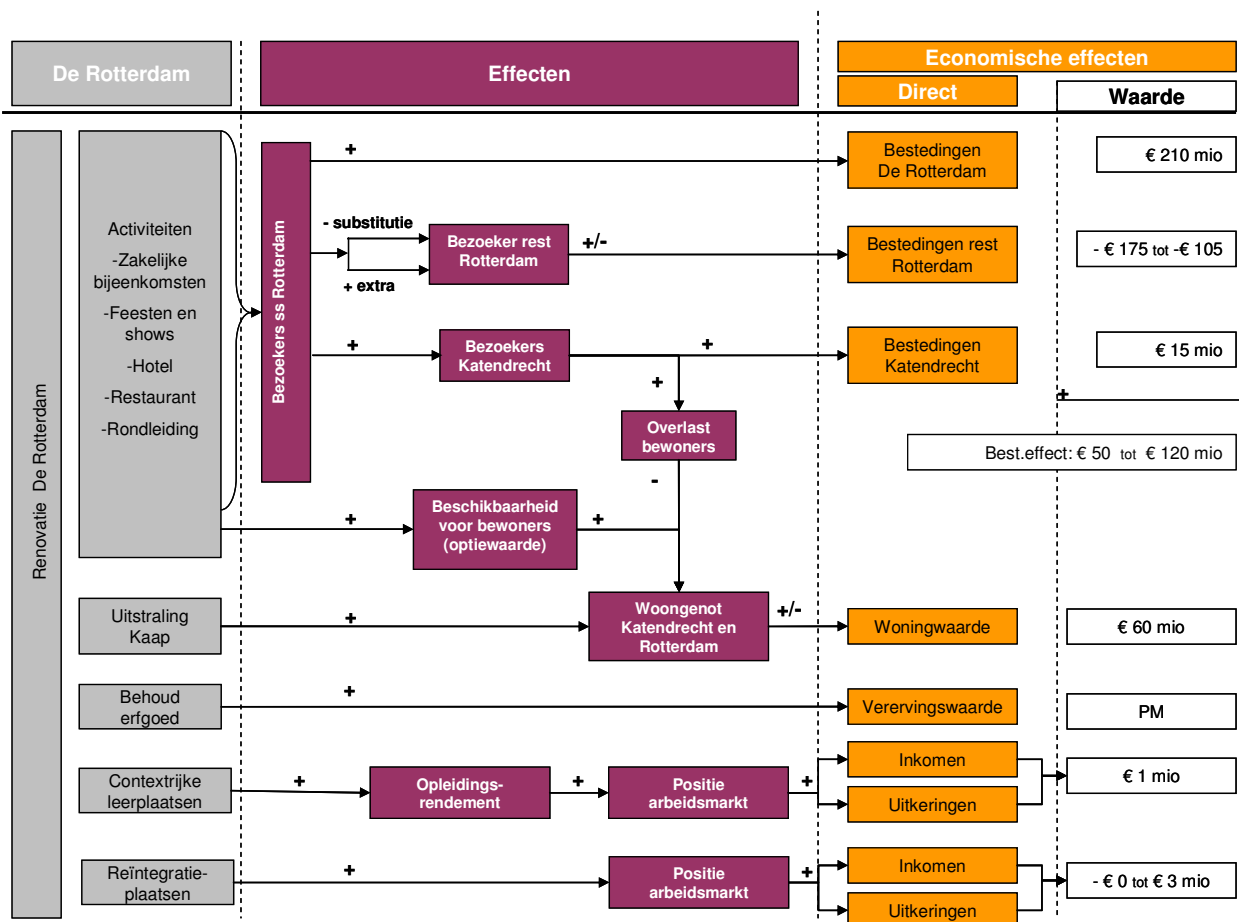 De Rotterdam
Effecten
Economische effecten
Direct
Waarde
Renovatie De Rotterdam
Activiteiten
-Zakelijke
bijeenkomsten
-Feesten en
shows
-Hotel
-Restaurant
-Rondleiding
Bezoekers ss Rotterdam
+
Bestedingen
De Rotterdam
€ 210 mio
- substitutie
+ extra
Bezoeker rest
Rotterdam
+/-
Bestedingen rest
Rotterdam
- € 175 tot -€ 105
+
Bezoekers
Katendrecht
+
Bestedingen
Katendrecht
€ 15 mio
+
+
Overlast
bewoners
-
Best.effect: € 50 tot € 120 mio
+
Beschikbaarheid
voor bewoners
(optiewaarde)
+
Uitstraling
Kaap
+
Woongenot
Katendrecht en
Rotterdam
+/-
Woningwaarde
€ 60 mio
Behoud
erfgoed
+
Verervingswaarde
PM
Contextrijke
leerplaatsen
+
Opleidings-
rendement
+
Positie
arbeidsmarkt
+
Inkomen
Uitkeringen
€ 1 mio
Reïntegratie-
plaatsen
+
Positie
arbeidsmarkt
+
Inkomen
Uitkeringen
- € 0 tot € 3 mio